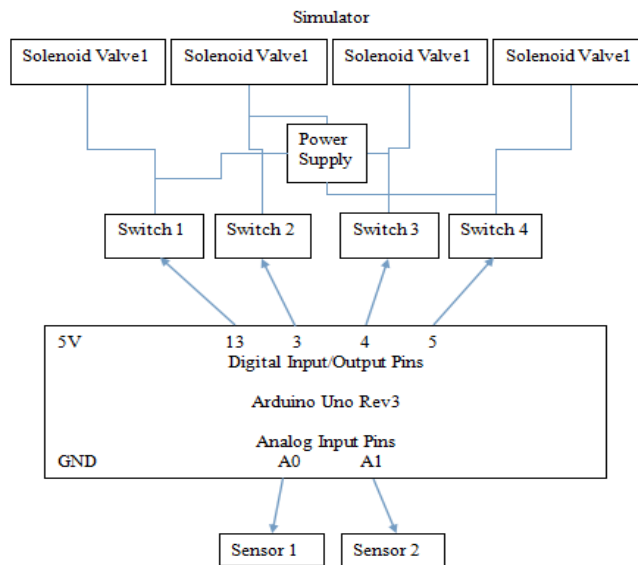 Simulator
Solenoid Valve1
Solenoid Valve1
Solenoid Valve1
Solenoid Valve1
Power
Supply
Switch 1
Switch 2
Switch 3
Switch 4
5V
13
3
4
5
Digital Input/Output Pins
Arduino Uno Rev3
Analog Input Pins
GND
A0
A1
Sensor 1
Sensor 2